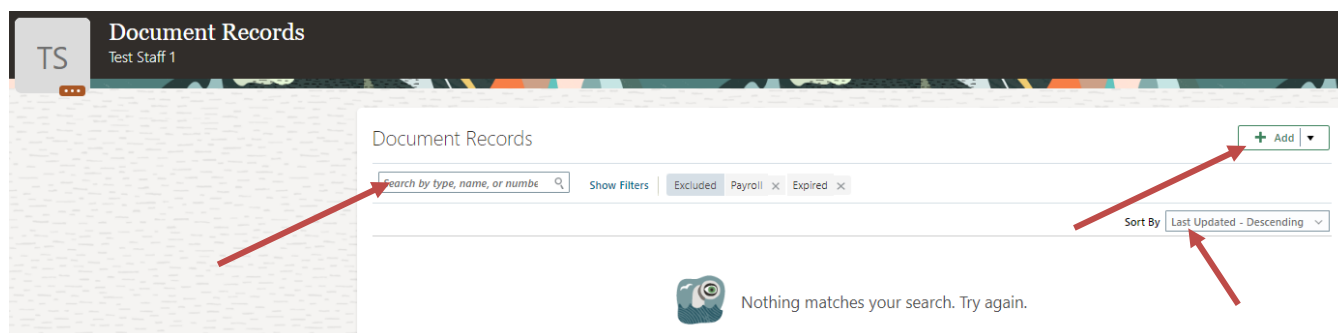 TS
Document Records
Test Staff 1
Document Records
+ Add
Search by type, name, or numbe
Show Filters Excluded Payroll × Expired ×
Sort By Last Updated - Descending
Nothing matches your search. Try again.